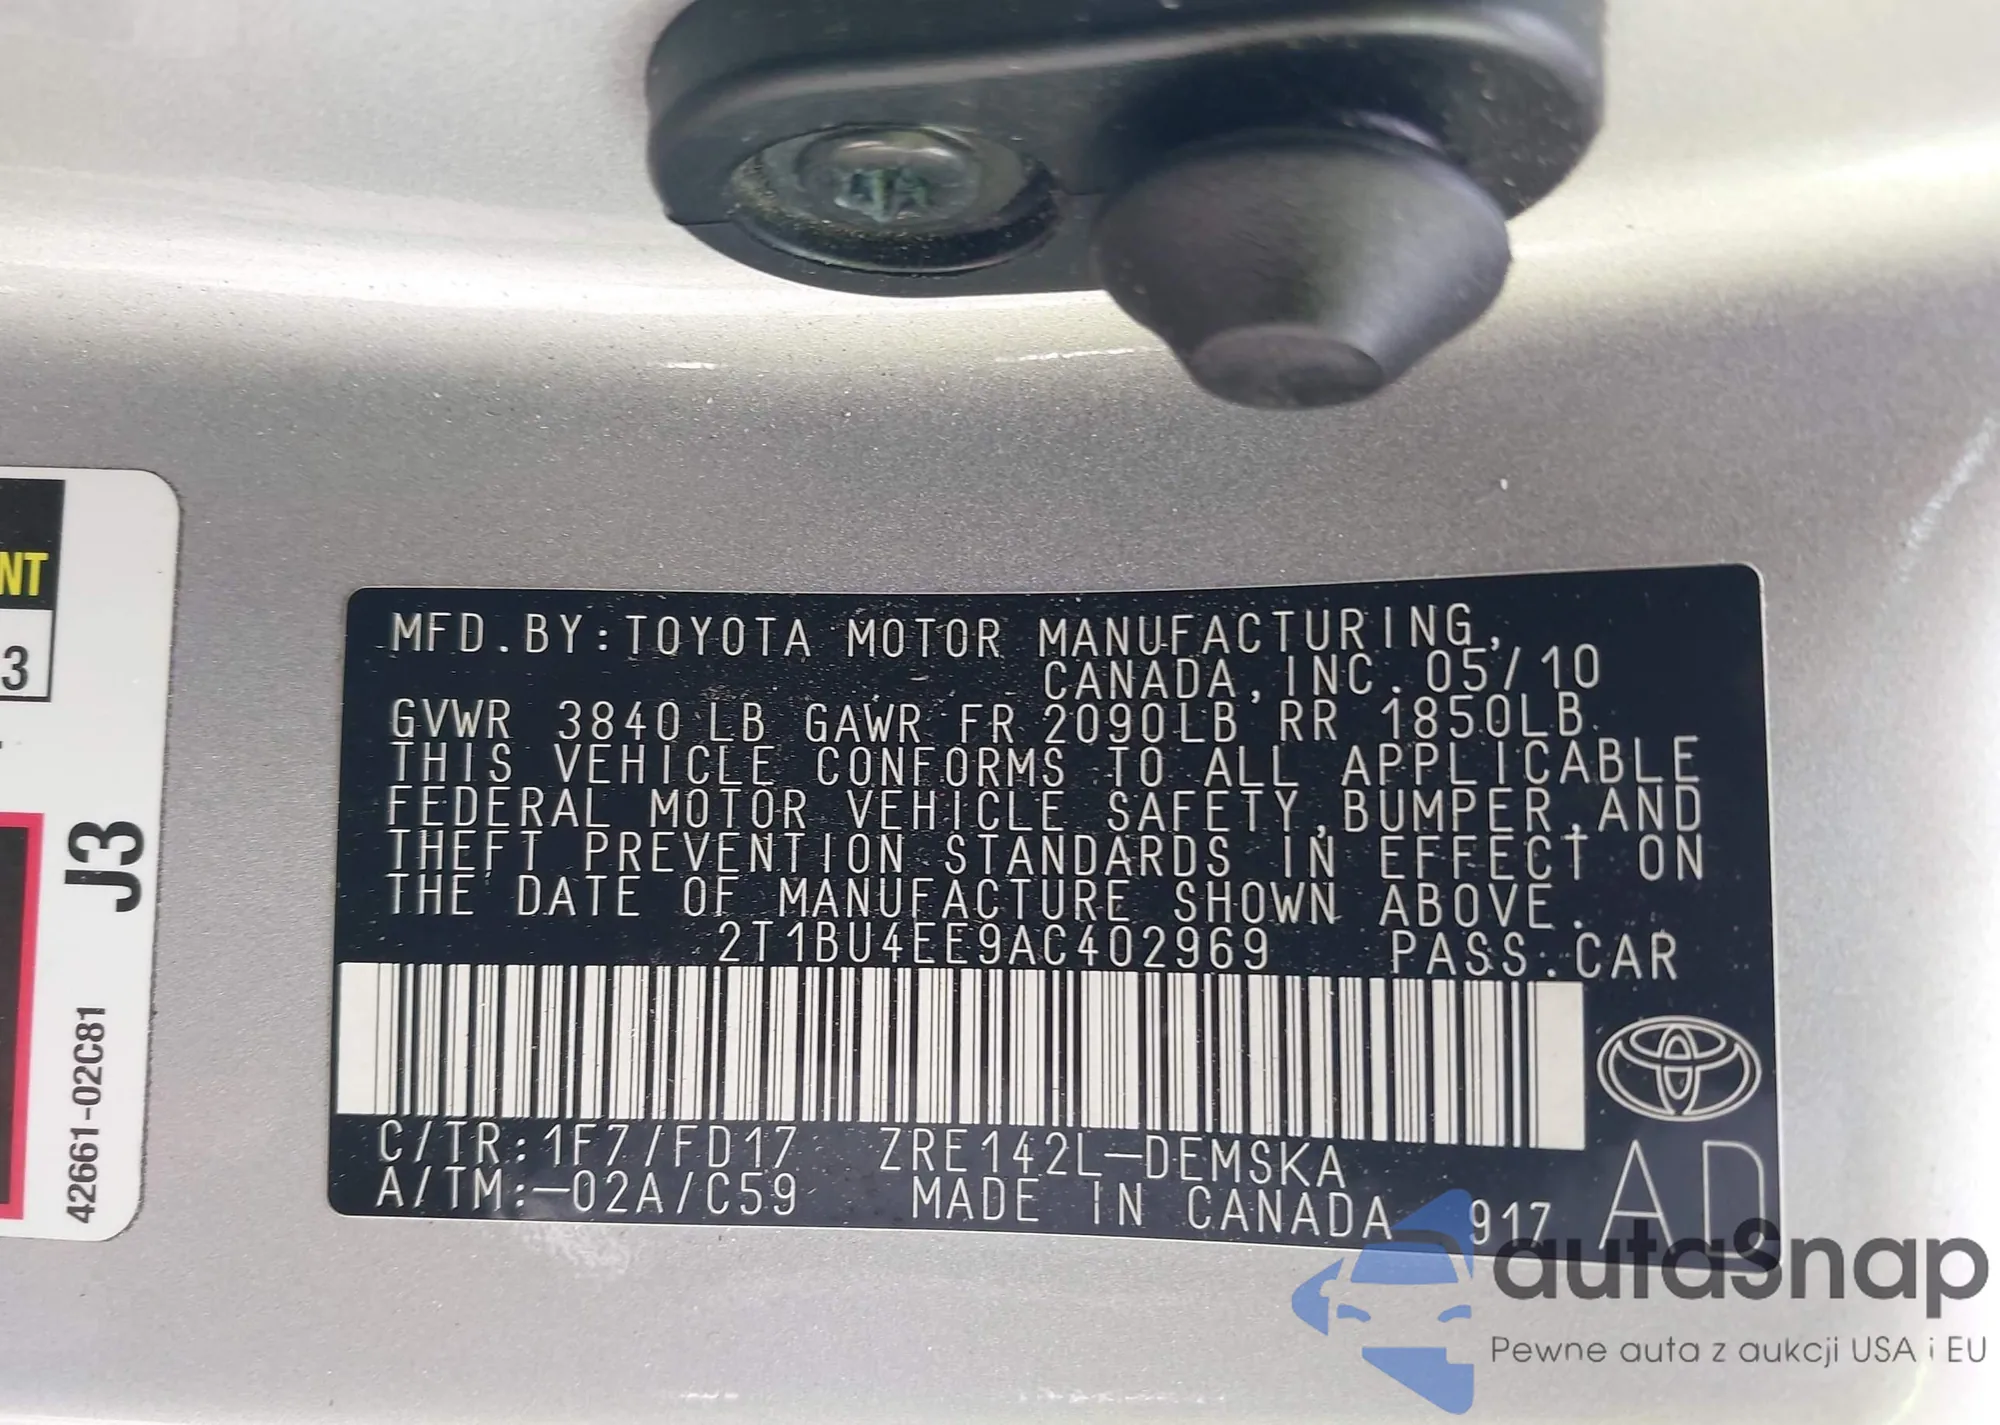 NT
3
J3
42661-02C81
MFD.BY:TOYOTA MOTOR MANUFACTURING,
CANADA,INC. 05/10
GVWR 3840 LB GAWR FR 2090LB RR 1850LB
THIS VEHICLE CONFORMS TO ALL APPLICABLE
FEDERAL MOTOR VEHICLE SAFETY,BUMPER,AND
THEFT PREVENTION STANDARDS IN EFFECT ON
THE DATE OF MANUFACTURE SHOWN ABOVE.
2T1BU4EE9AC402969 PASS.CAR
C/TR:1F7/FD17 ZRE142L-DEMSKA
A/TM:-02A/C59 MADE IN CANADA 917
AD
autaSnap
Pewne auta z aukcji USA i EU